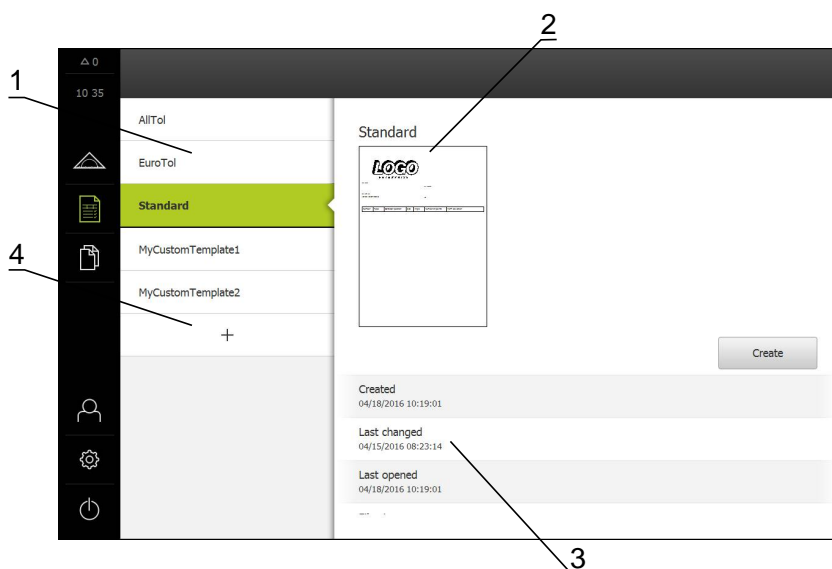 2
0
1
10 35
AllTol
Standard
EuroTol
LOGO
Standard
4
MyCustomTemplate1
MyCustomTemplate2
+
Create
Created
04/18/2016 10:19:01
Last changed
04/15/2016 08:23:14
Last opened
04/18/2016 10:19:01
3